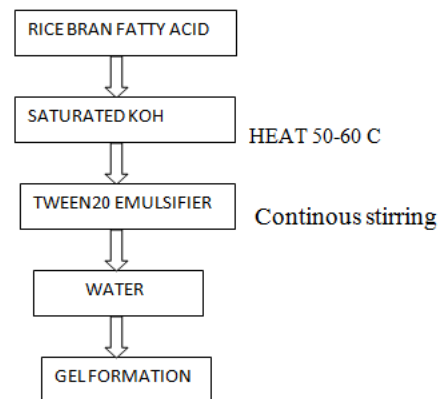 RICE BRAN FATTY ACID
SATURATED KOH
HEAT 50-60 C
TWEEN20 EMULSIFIER
Continous stirring
WATER
GEL FORMATION